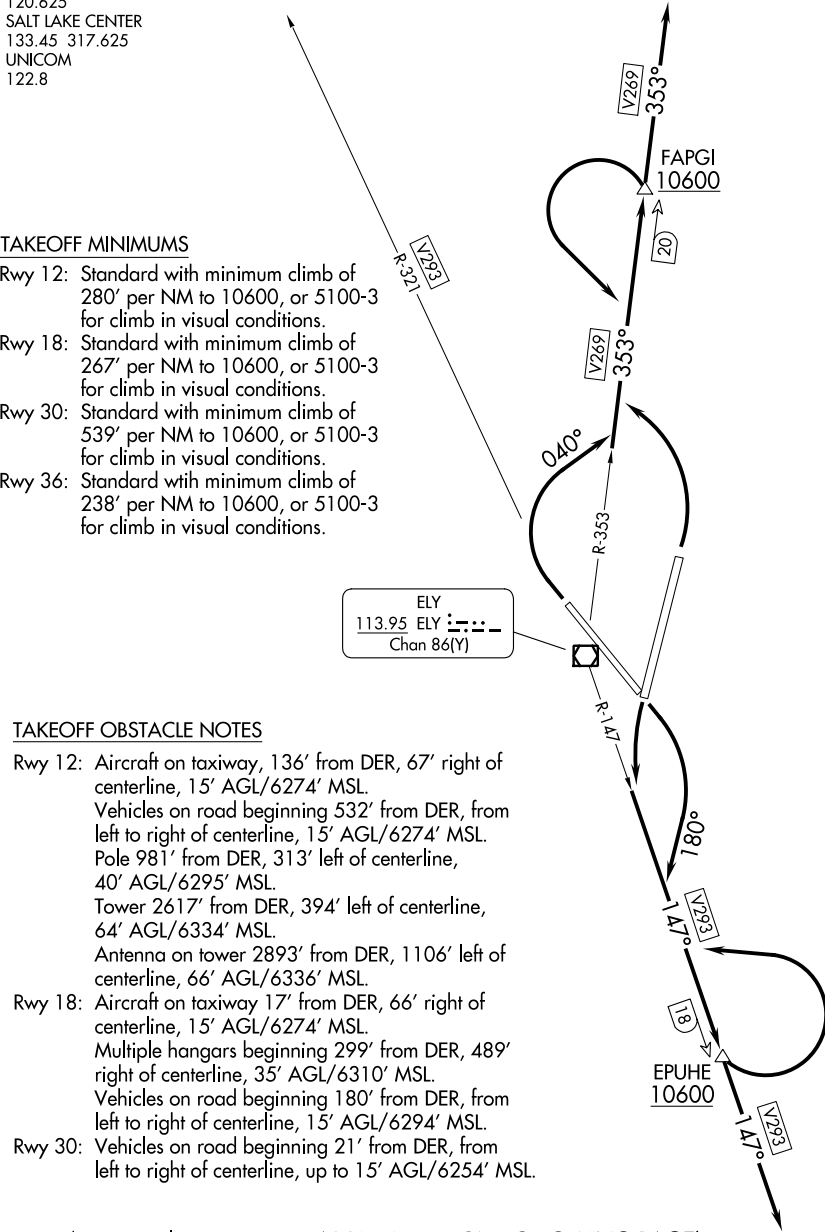 SALT LAKE CENTER
133.45 317.625
UNICOM
122.8
V269
353°
FAPGI
10600
20
TAKEOFF MINIMUMS
Rwy 12: Standard with minimum climb of
280' per NM to 10600, or 5100-3
for climb in visual conditions.
Rwy 18: Standard with minimum climb of
267' per NM to 10600, or 5100-3
for climb in visual conditions.
Rwy 30: Standard with minimum climb of
539' per NM to 10600, or 5100-3
for climb in visual conditions.
Rwy 36: Standard wtih minimum climb of
238' per NM to 10600, or 5100-3
for climb in visual conditions.
V293
R-321
V269
353°
040°
R-353
ELY
113.95 ELY
Chan 86(Y)
R-147
180°
TAKEOFF OBSTACLE NOTES
Rwy 12: Aircraft on taxiway, 136' from DER, 67' right of
centerline, 15' AGL/6274' MSL.
Vehicles on road beginning 532' from DER, from
left to right of centerline, 15' AGL/6274' MSL.
Pole 981' from DER, 313' left of centerline,
40' AGL/6295' MSL.
Tower 2617' from DER, 394' left of centerline,
64' AGL/6334' MSL.
Antenna on tower 2893' from DER, 1106' left of
centerline, 66' AGL/6336' MSL.
Rwy 18: Aircraft on taxiway 17' from DER, 66' right of
centerline, 15' AGL/6274' MSL.
Multiple hangars beginning 299' from DER, 489'
right of centerline, 35' AGL/6310' MSL.
Vehicles on road beginning 180' from DER, from
left to right of centerline, 15' AGL/6294' MSL.
Rwy 30: Vehicles on road beginning 21' from DER, from
left to right of centerline, up to 15' AGL/6254' MSL.
147°
V293
18
EPUHE
10600
147°
V293